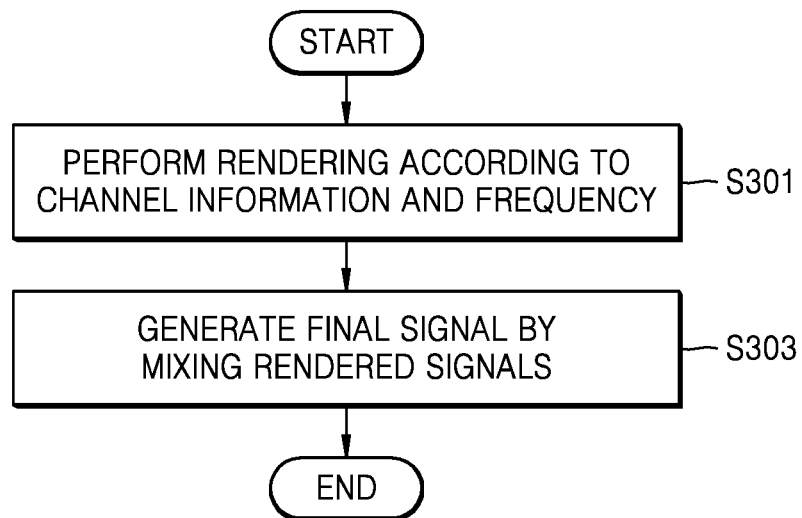 START
PERFORM RENDERING ACCORDING TO
CHANNEL INFORMATION AND FREQUENCY
S301
GENERATE FINAL SIGNAL BY
MIXING RENDERED SIGNALS
S303
END